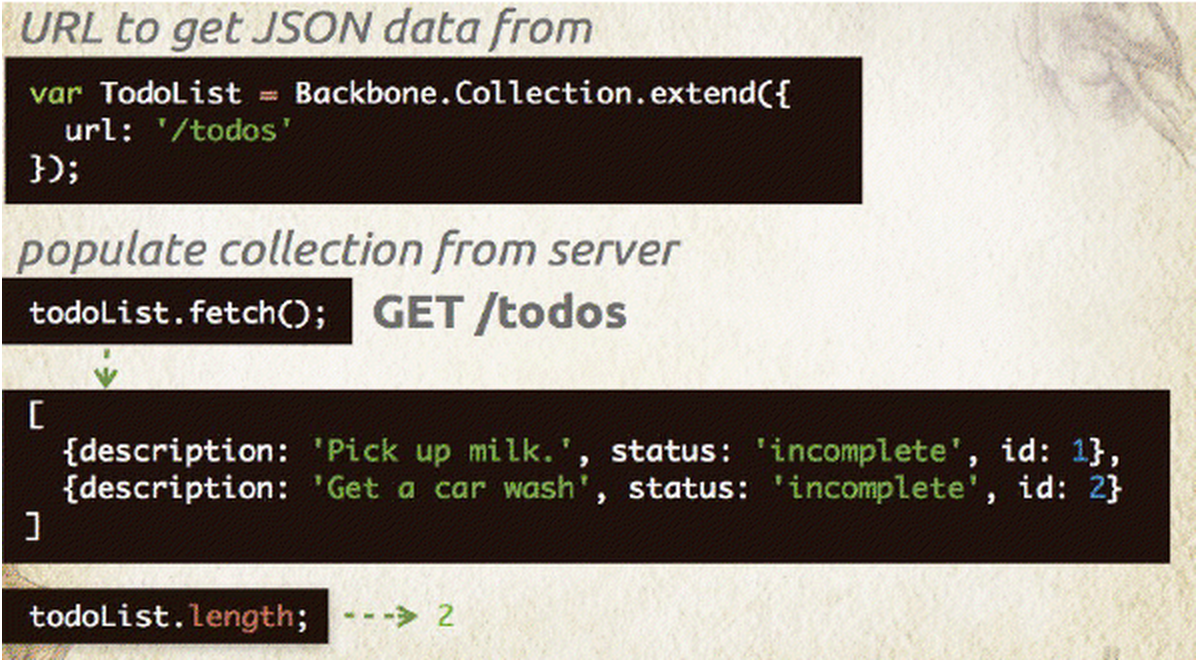 URL to get JSON data from
var TodoList = Backbone.Collection.extend({
  url: '/todos'
});
populate collection from server
todoList.fetch(); GET /todos
[
  {description: 'Pick up milk.', status: 'incomplete', id: 1},
  {description: 'Get a car wash', status: 'incomplete', id: 2}
]
todoList.length; 2